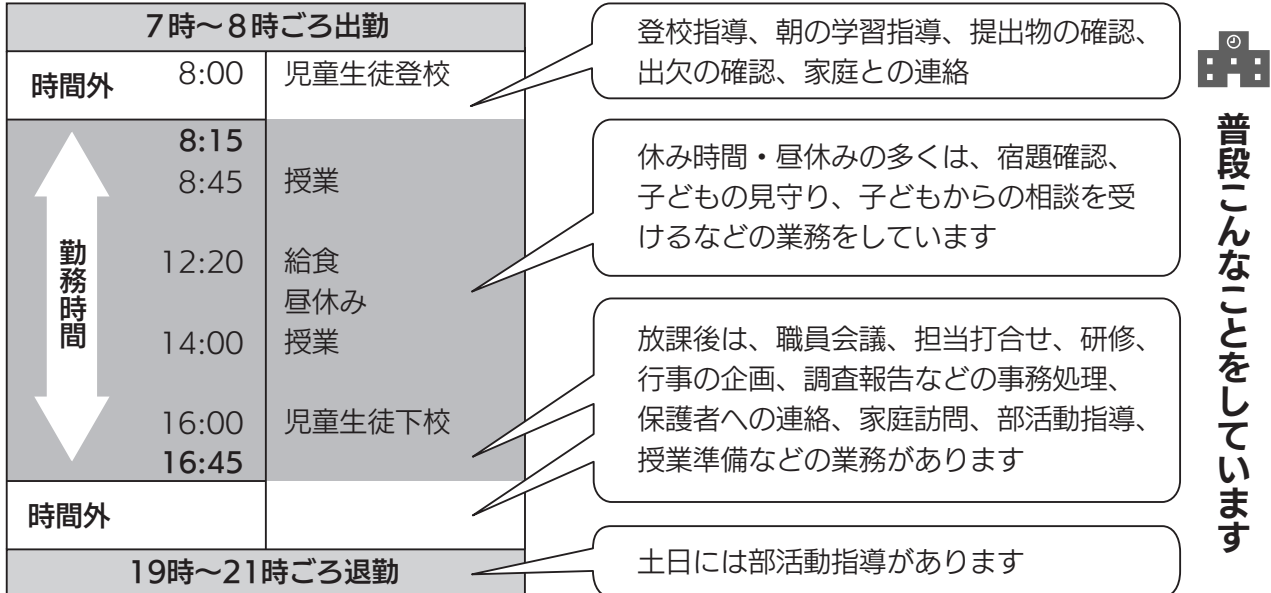 7時〜8時ごろ出勤
時間外 8:00 児童生徒登校
8:15
8:45 授業
勤務時間
12:20 給食
昼休み
14:00 授業
16:00 児童生徒下校
16:45
時間外
19時〜21時ごろ退勤
登校指導、朝の学習指導、提出物の確認、
出欠の確認、家庭との連絡
休み時間・昼休みの多くは、宿題確認、
子どもの見守り、子どもからの相談を受
けるなどの業務をしています
放課後は、職員会議、担当打合せ、研修、
行事の企画、調査報告などの事務処理、
保護者への連絡、家庭訪問、部活動指導、
授業準備などの業務があります
土日には部活動指導があります
普段こんなことをしています